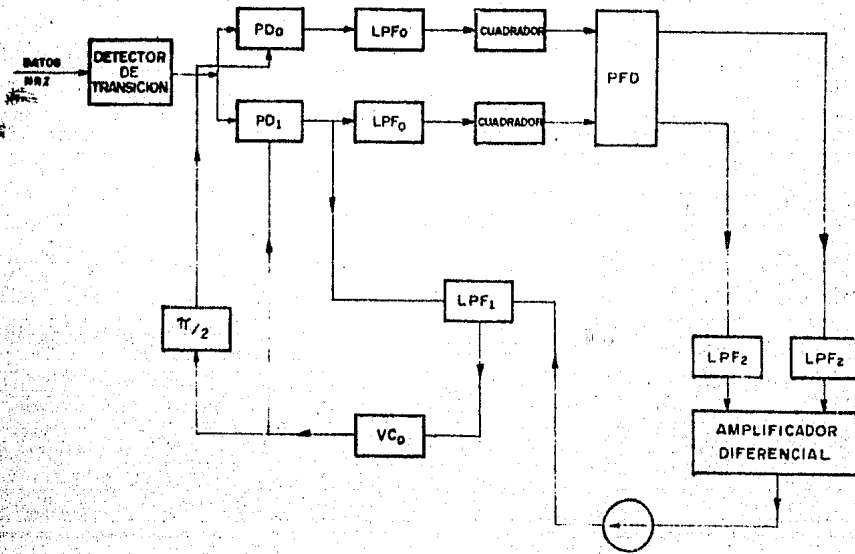 DATOS
NRZ
DETECTOR
DE
TRANSICION
PD₀
LPF₀
CUADRADOR
PFD
PD₁
LPF₀
CUADRADOR
LPF₁
π/2
VC₀
LPF₂
LPF₂
AMPLIFICADOR
DIFERENCIAL